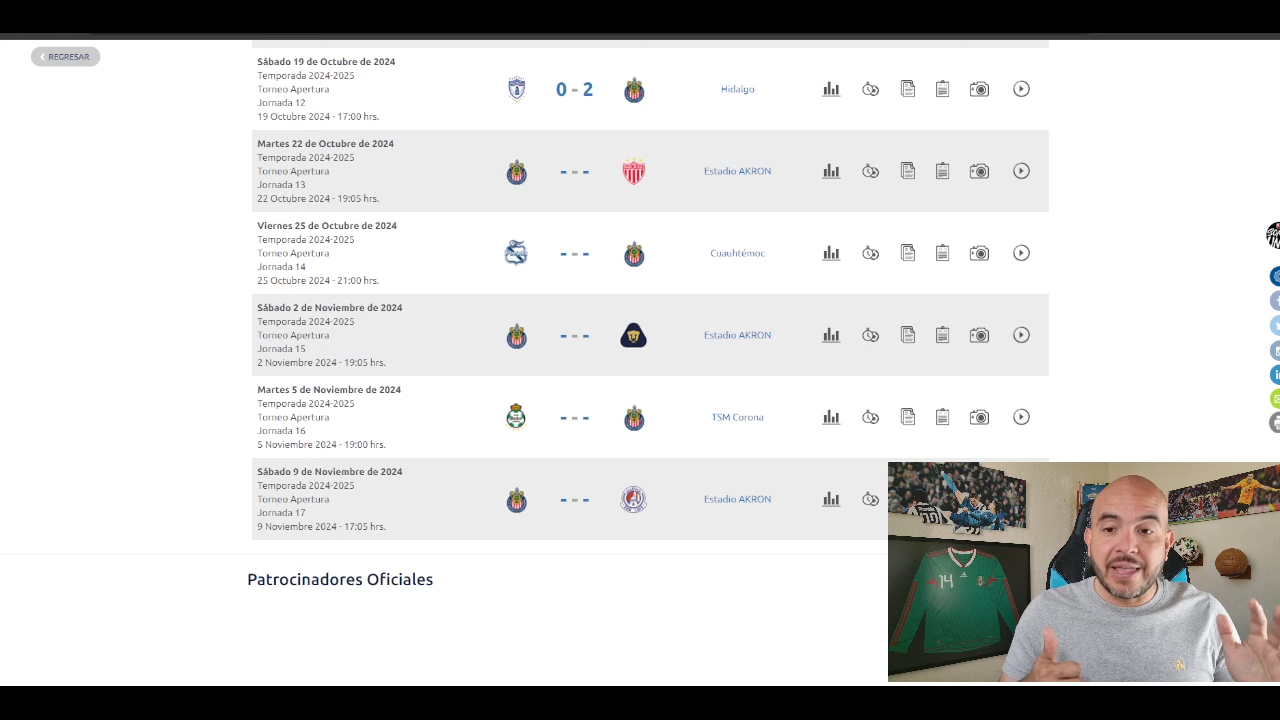 REGRESAR
Sábado 19 de Octubre de 2024
Temporada 2024-2025
Torneo Apertura
Jornada 12
19 Octubre 2024 - 17:00 hrs.
0 - 2
Hidalgo
Martes 22 de Octubre de 2024
Temporada 2024-2025
Torneo Apertura
Jornada 13
22 Octubre 2024 - 19:05 hrs.
- - -
Estadio AKRON
Viernes 25 de Octubre de 2024
Temporada 2024-2025
Torneo Apertura
Jornada 14
25 Octubre 2024 - 21:00 hrs.
- - -
Cuauhtémoc
Sábado 2 de Noviembre de 2024
Temporada 2024-2025
Torneo Apertura
Jornada 15
2 Noviembre 2024 - 19:05 hrs.
- - -
Estadio AKRON
Martes 5 de Noviembre de 2024
Temporada 2024-2025
Torneo Apertura
Jornada 16
5 Noviembre 2024 - 19:00 hrs.
- - -
TSM Corona
Sábado 9 de Noviembre de 2024
Temporada 2024-2025
Torneo Apertura
Jornada 17
9 Noviembre 2024 - 17:05 hrs.
- - -
Estadio AKRON
Patrocinadores Oficiales
14